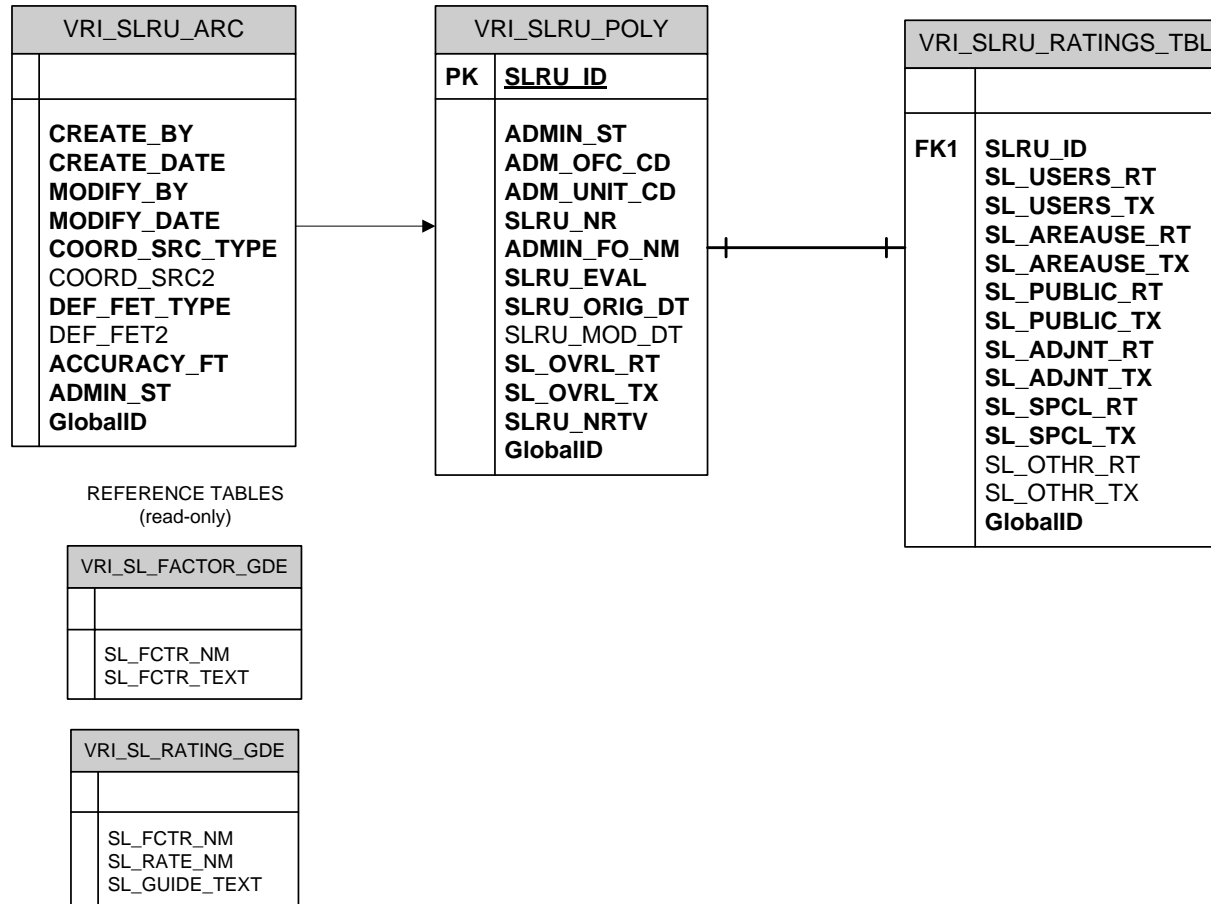 VRI_SLRU_ARC
CREATE_BY
CREATE_DATE
MODIFY_BY
MODIFY_DATE
COORD_SRC_TYPE
COORD_SRC2
DEF_FET_TYPE
DEF_FET2
ACCURACY_FT
ADMIN_ST
GlobalID
VRI_SLRU_POLY
PK SLRU_ID
ADMIN_ST
ADM_OFC_CD
ADM_UNIT_CD
SLRU_NR
ADMIN_FO_NM
SLRU_EVAL
SLRU_ORIG_DT
SLRU_MOD_DT
SL_OVRL_RT
SL_OVRL_TX
SLRU_NRTV
GlobalID
VRI_SLRU_RATINGS_TBL
FK1 SLRU_ID
SL_USERS_RT
SL_USERS_TX
SL_AREAUSE_RT
SL_AREAUSE_TX
SL_PUBLIC_RT
SL_PUBLIC_TX
SL_ADJNT_RT
SL_ADJNT_TX
SL_SPCL_RT
SL_SPCL_TX
SL_OTHR_RT
SL_OTHR_TX
GlobalID
REFERENCE TABLES
(read-only)
VRI_SL_FACTOR_GDE
SL_FCTR_NM
SL_FCTR_TEXT
VRI_SL_RATING_GDE
SL_FCTR_NM
SL_RATE_NM
SL_GUIDE_TEXT